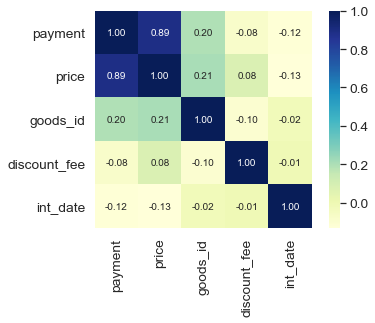 payment 1.00 0.89 0.20 -0.08 -0.12
price 0.89 1.00 0.21 0.08 -0.13
goods_id 0.20 0.21 1.00 -0.10 -0.02
discount_fee -0.08 0.08 -0.10 1.00 -0.01
int_date -0.12 -0.13 -0.02 -0.01 1.00
payment
price
goods_id
discount_fee
int_date
1.0
0.8
0.6
0.4
0.2
0.0